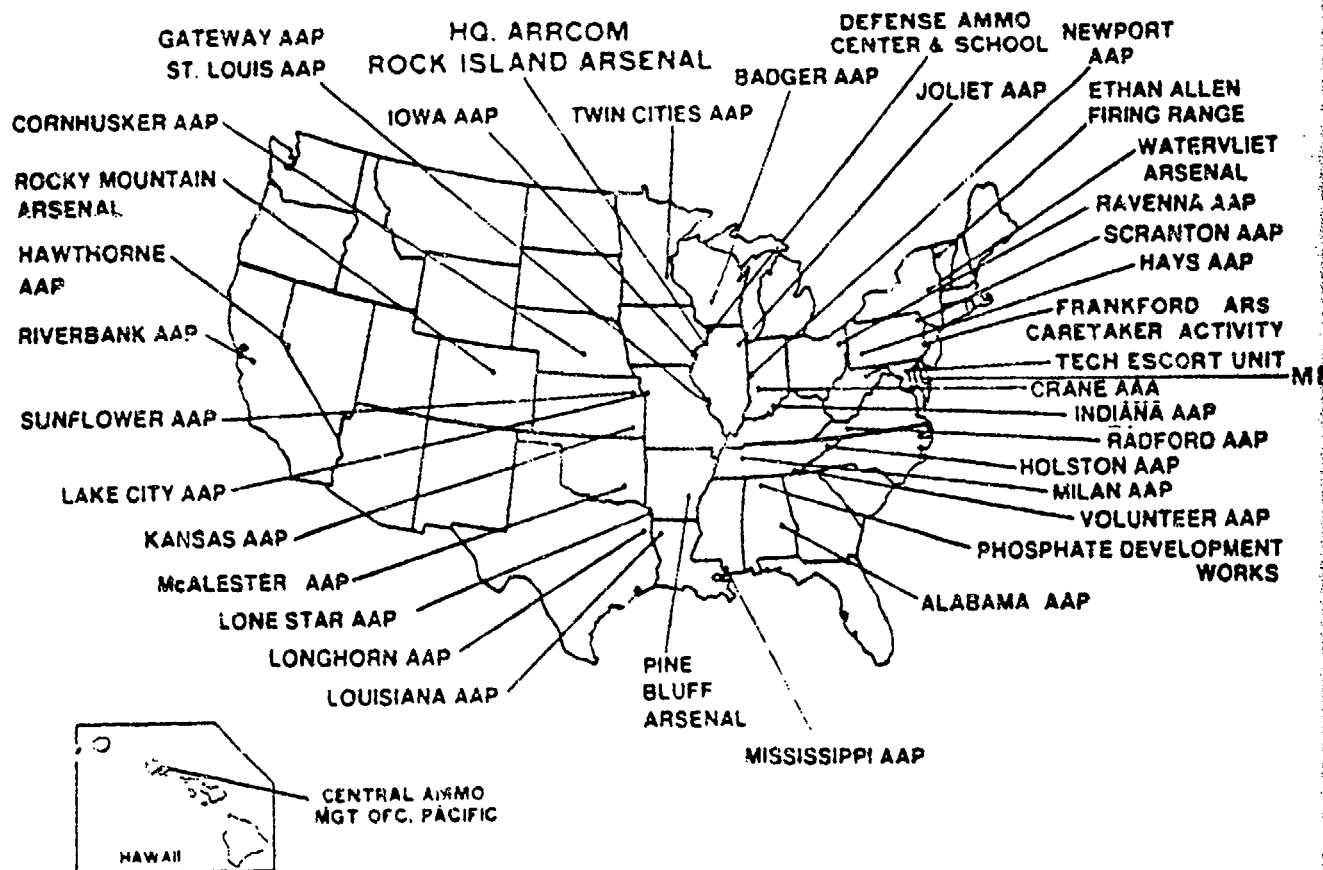 GATEWAY AAP
ST. LOUIS AAP
HQ. ARRCOM
ROCK ISLAND ARSENAL
DEFENSE AMMO
CENTER & SCHOOL
NEWPORT
AAP
BADGER AAP
JOLIET AAP
ETHAN ALLEN
FIRING RANGE
CORNHUSKER AAP
IOWA AAP
TWIN CITIES AAP
WATERVLIET
ARSENAL
ROCKY MOUNTAIN
ARSENAL
RAVENNA AAP
SCRANTON AAP
HAWTHORNE
AAP
HAYS AAP
RIVERBANK AAP
FRANKFORD ARS
CARETAKER ACTIVITY
TECH ESCORT UNIT
CRANE AAA
INDIANA AAP
SUNFLOWER AAP
RADFORD AAP
HOLSTON AAP
LAKE CITY AAP
MILAN AAP
VOLUNTEER AAP
KANSAS AAP
PHOSPHATE DEVELOPMENT
WORKS
McALESTER AAP
ALABAMA AAP
LONE STAR AAP
LONGHORN AAP
LOUISIANA AAP
PINE
BLUFF
ARSENAL
MISSISSIPPI AAP
CENTRAL AMMO
MGT OFC. PACIFIC
HAWAII